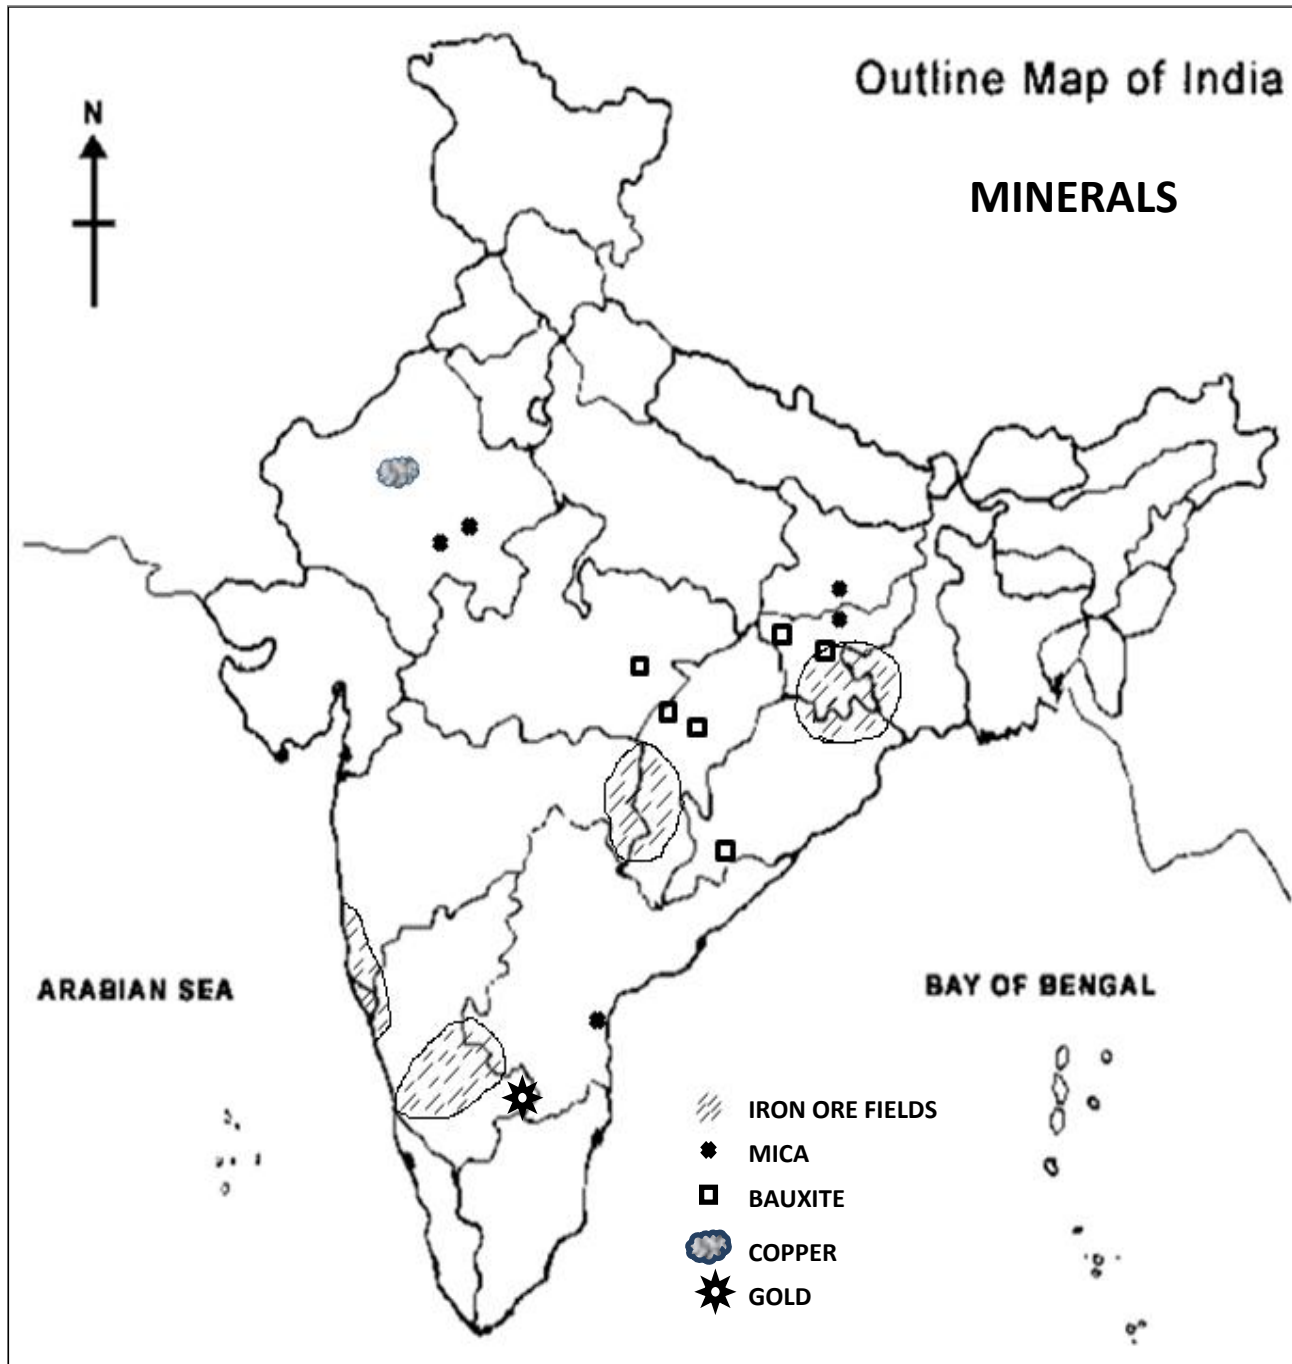 Outline Map of India
N
MINERALS
ARABIAN SEA
BAY OF BENGAL
IRON ORE FIELDS
MICA
BAUXITE
COPPER
GOLD